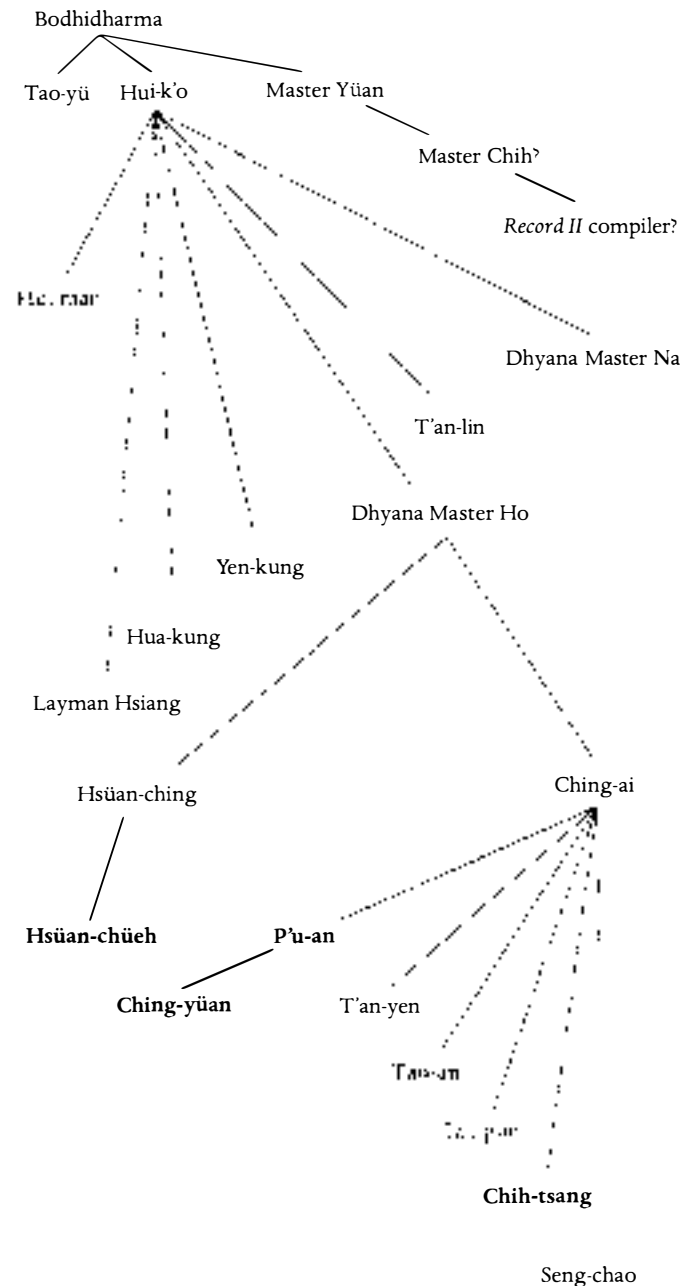 Bodhidharma
Tao-yü Hui-k’o Master Yüan
Master Chih?
Record II compiler?
Dhyana Master Na
T’an-lin
Dhyana Master Ho
Yen-kung
Hua-kung
Layman Hsiang
Hsüan-ching Ching-ai
Hsüan-chüeh P’u-an
Ching-yüan T’an-yen
Chih-tsang
Seng-chao